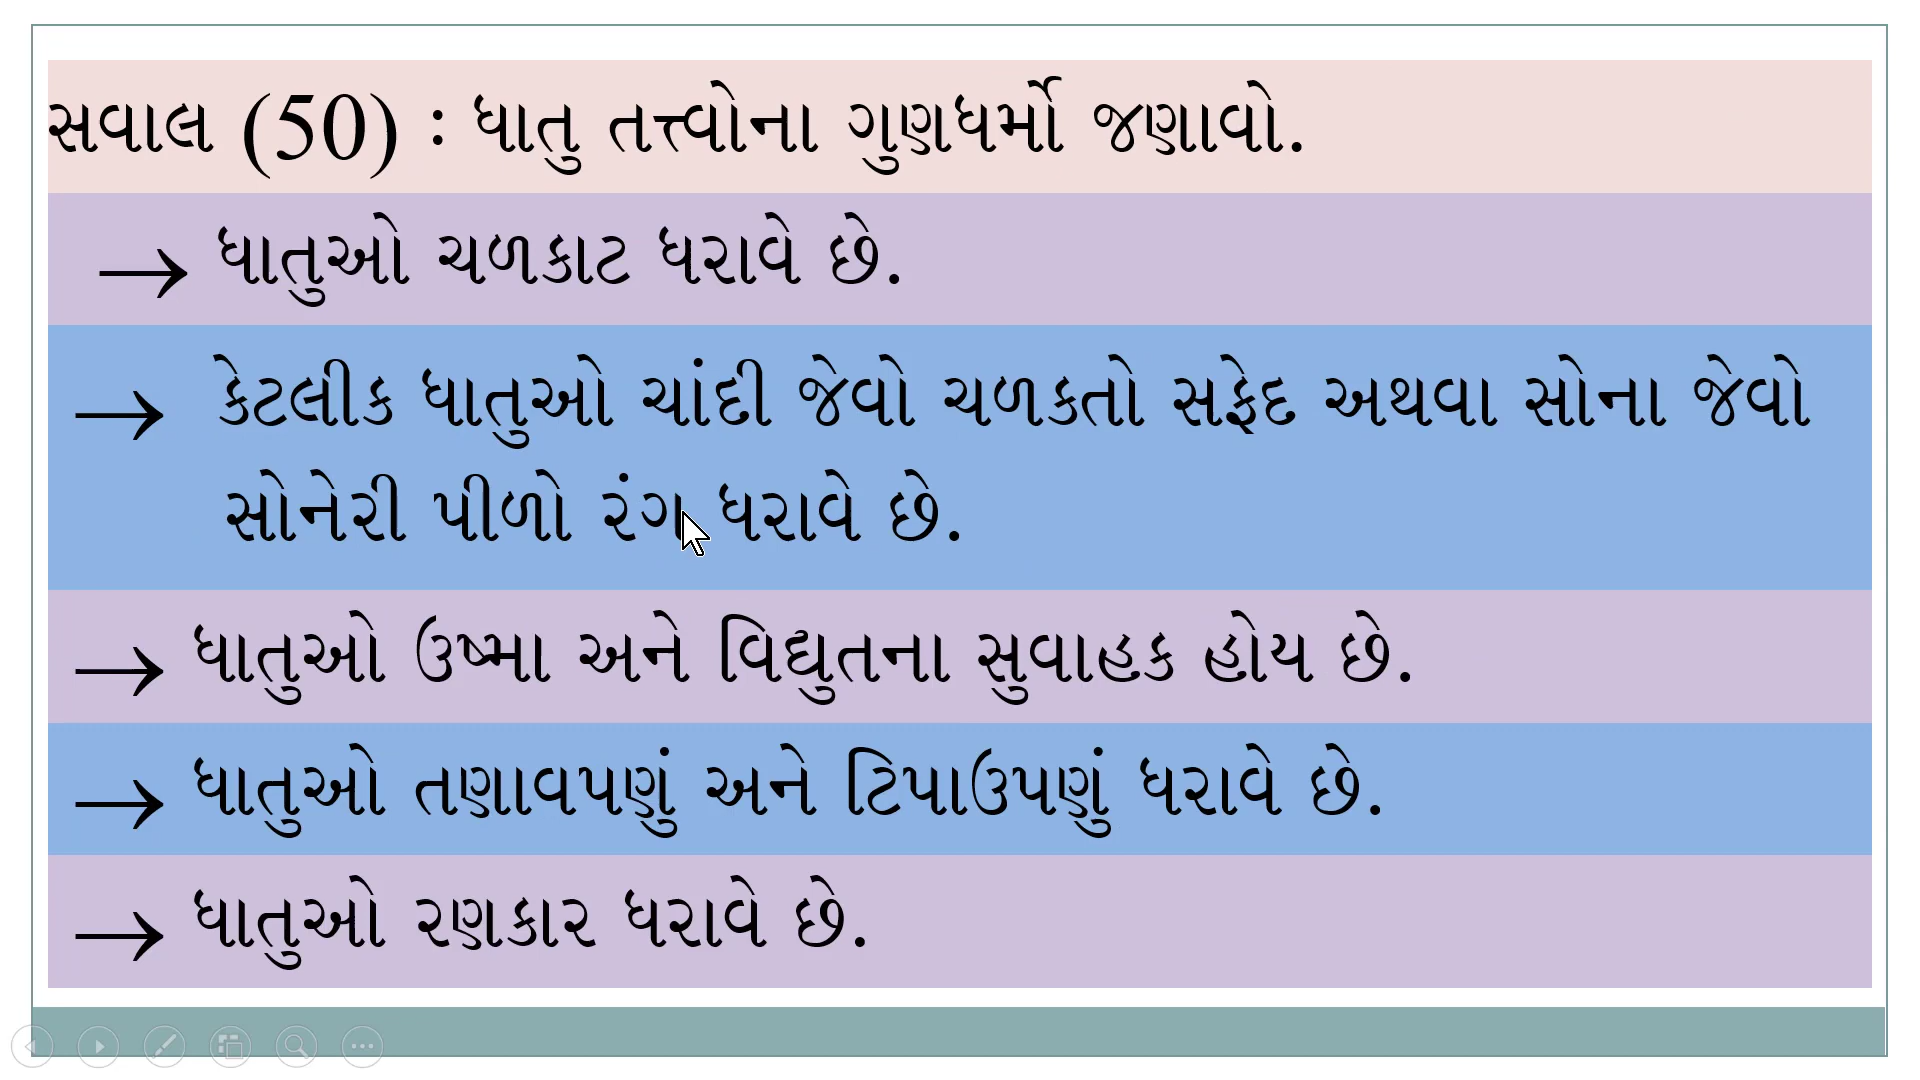 સવાલ (50) : ધાતુ તત્ત્વોના ગુણધર્મો જણાવો.
→ ધાતુઓ ચળકાટ ધરાવે છે.
→ કેટલીક ધાતુઓ ચાંદી જેવો ચળકતો સફેદ અથવા સોના જેવો
સોનેરી પીળો રંગ ધરાવે છે.
→ ધાતુઓ ઉષ્મા અને વિદ્યુતના સુવાહક હોય છે.
→ ધાતુઓ તણાવપણું અને ટિપાઉપણું ધરાવે છે.
→ ધાતુઓ રણકાર ધરાવે છે.